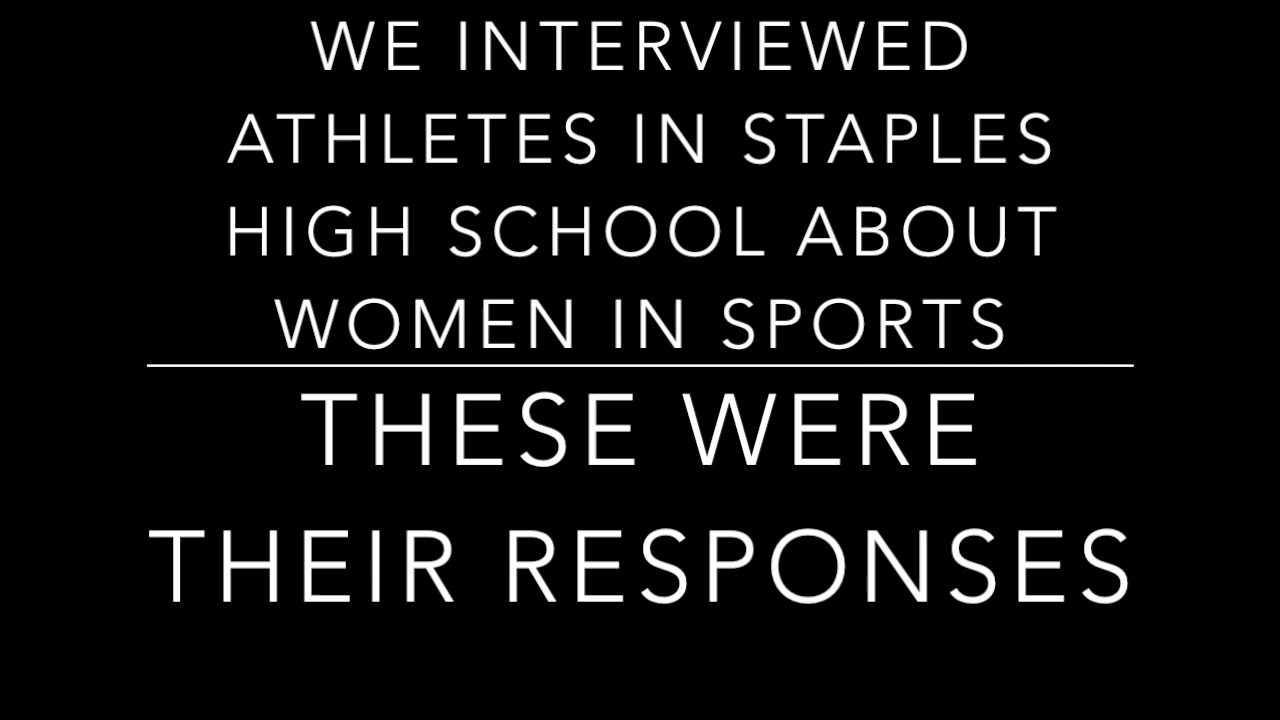 WE INTERVIEWED
ATHLETES IN STAPLES
HIGH SCHOOL ABOUT
WOMEN IN SPORTS
THESE WERE
THEIR RESPONSES